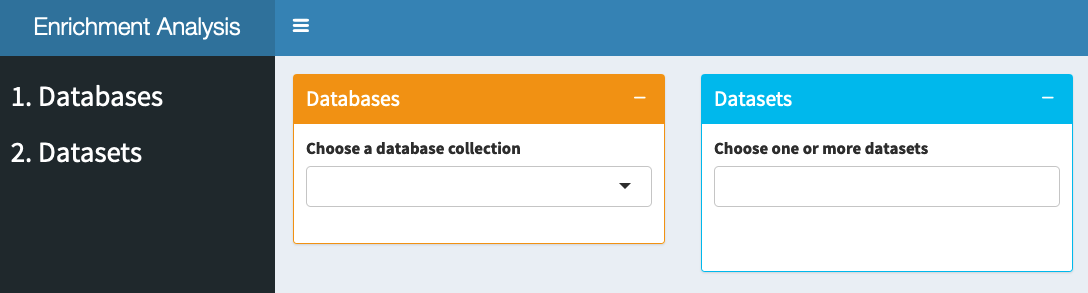 Enrichment Analysis
1. Databases
2. Datasets
Databases
Choose a database collection
Datasets
Choose one or more datasets